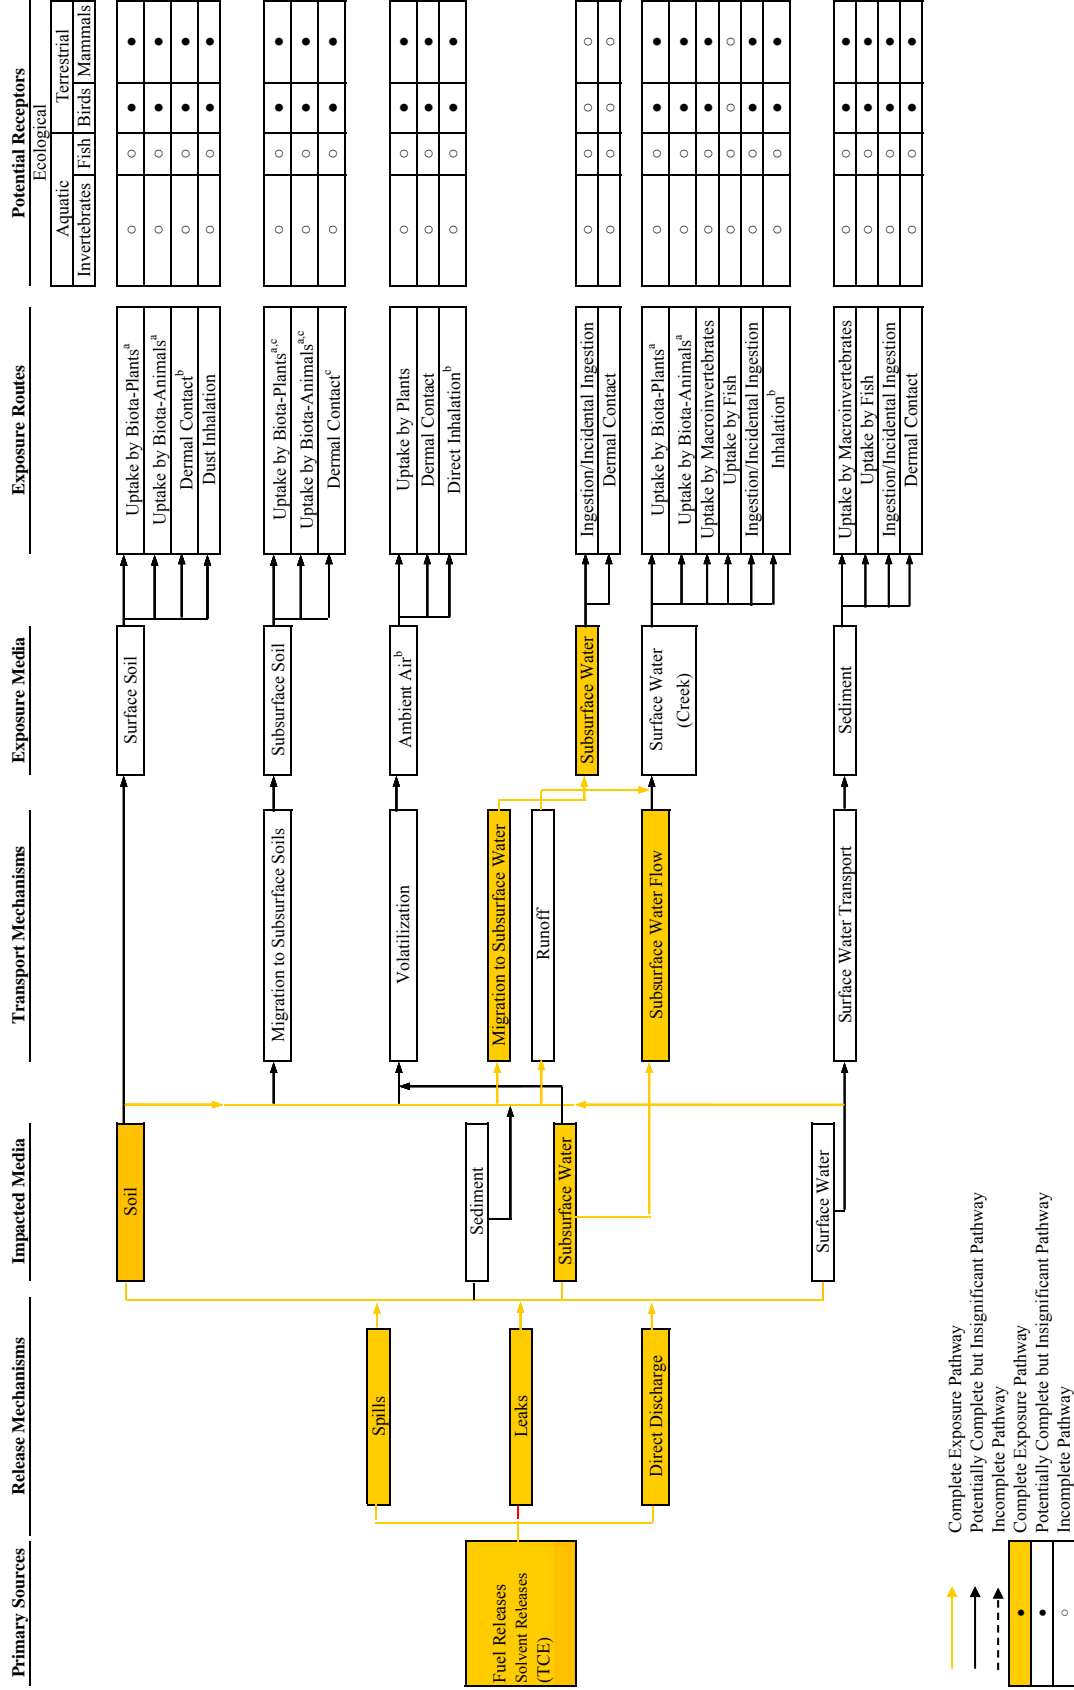 Primary Sources
Release Mechanisms
Impacted Media
Transport Mechanisms
Exposure Media
Exposure Routes
Potential Receptors
Ecological
Aquatic
Terrestrial
Invertebrates
Fish
Birds
Mammals
Fuel Releases
Solvent Releases
(TCE)
Spills
Leaks
Direct Discharge
Soil
Sediment
Subsurface Water
Surface Water
Migration to Subsurface Soils
Volatilization
Migration to Subsurface Water
Runoff
Subsurface Water Flow
Surface Water Transport
Surface Soil
Subsurface Soil
Ambient Air^b
Subsurface Water
Surface Water
(Creek)
Sediment
Uptake by Biota-Plants^a
Uptake by Biota-Animals^a
Dermal Contact^b
Dust Inhalation
Uptake by Biota-Plants^a,c
Uptake by Biota-Animals^a,c
Dermal Contact^c
Uptake by Plants
Dermal Contact
Direct Inhalation^b
Ingestion/Incidental Ingestion
Dermal Contact
Uptake by Biota-Plants^a
Uptake by Biota-Animals^a
Uptake by Macroinvertebrates
Uptake by Fish
Ingestion/Incidental Ingestion
Inhalation^b
Uptake by Macroinvertebrates
Uptake by Fish
Ingestion/Incidental Ingestion
Dermal Contact
Complete Exposure Pathway
Potentially Complete but Insignificant Pathway
Incomplete Pathway
Complete Exposure Pathway
Potentially Complete but Insignificant Pathway
Incomplete Pathway